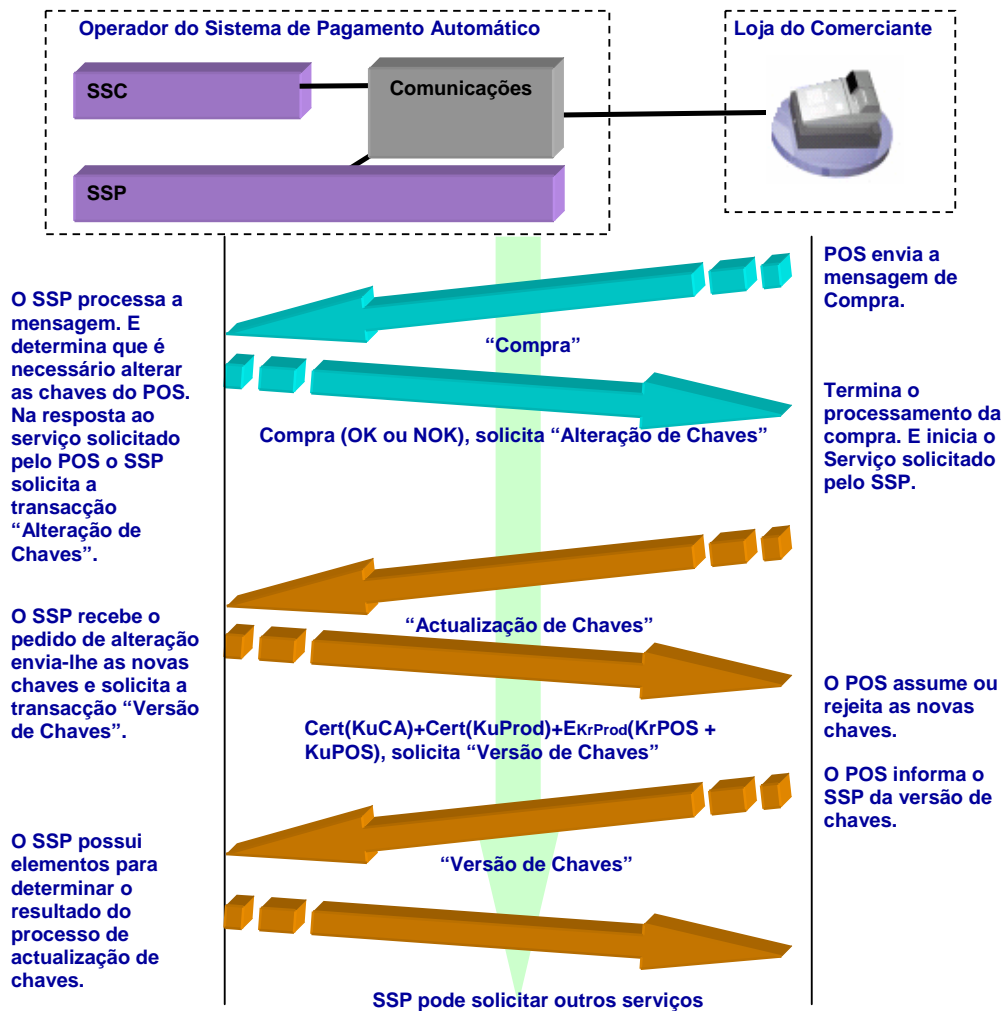 Operador do Sistema de Pagamento Automático
Loja do Comerciante
SSC
Comunicações
SSP
POS envia a
mensagem de
Compra.
O SSP processa a
mensagem. E
determina que é
necessário alterar
as chaves do POS.
Na resposta ao
serviço solicitado
pelo POS o SSP
solicita a
transacção
“Alteração de
Chaves”.
“Compra”
Compra (OK ou NOK), solicita “Alteração de Chaves”
Termina o
processamento da
compra. E inicia o
Serviço solicitado
pelo SSP.
O SSP recebe o
pedido de alteração
envia-lhe as novas
chaves e solicita a
transacção “Versão
de Chaves”.
“Actualização de Chaves”
Cert(KuCA)+Cert(KuProd)+EKrProd(KrPOS +
KuPOS), solicita “Versão de Chaves”
O POS assume ou
rejeita as novas
chaves.
O POS informa o
SSP da versão de
chaves.
“Versão de Chaves”
O SSP possui
elementos para
determinar o
resultado do
processo de
actualização de
chaves.
SSP pode solicitar outros serviços